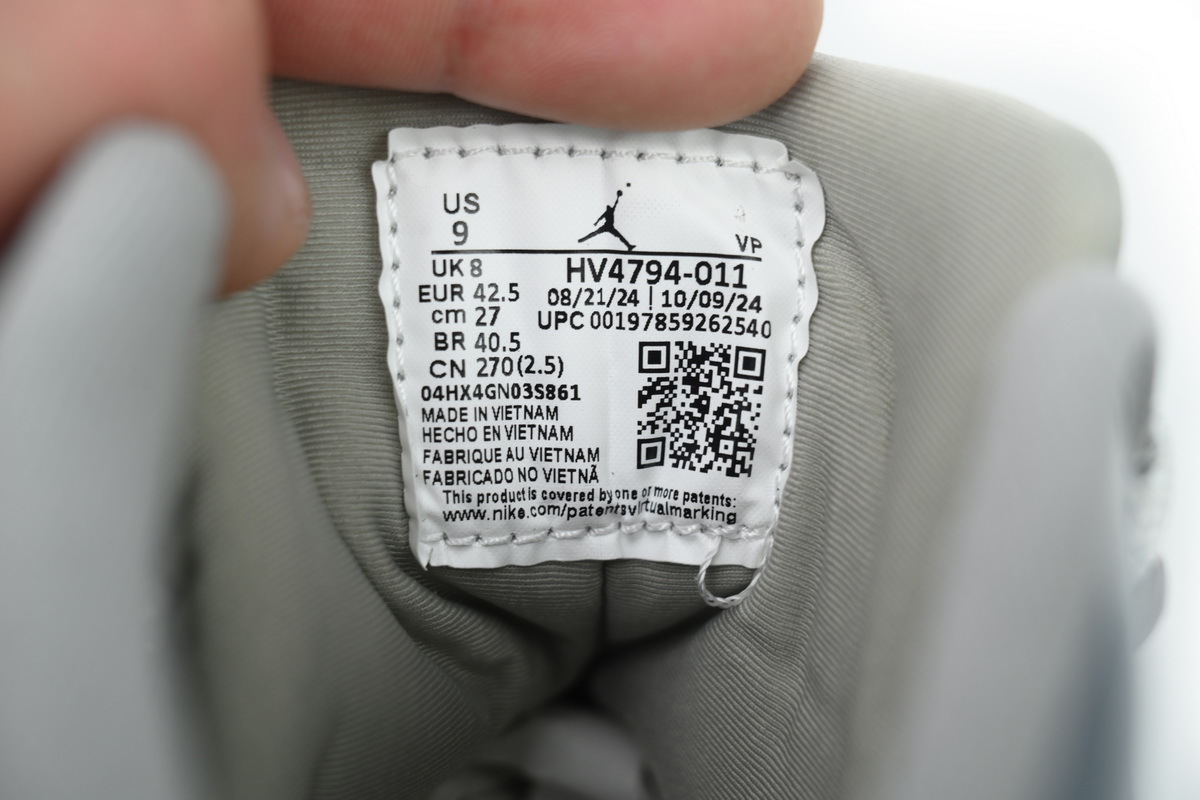 US
9
VP
UK 8
HV4794-011
EUR 42.5
08/21/24 | 10/09/24
cm 27
UPC 00197859262540
BR 40.5
CN 270(2.5)
04HX4GN03S861
MADE IN VIETNAM
HECHO EN VIETNAM
FABRIQUE AU VIETNAM
FABRICADO NO VIETNÃ
This product is covered by one or more patents:
www.nike.com/patentsvirtualmarking